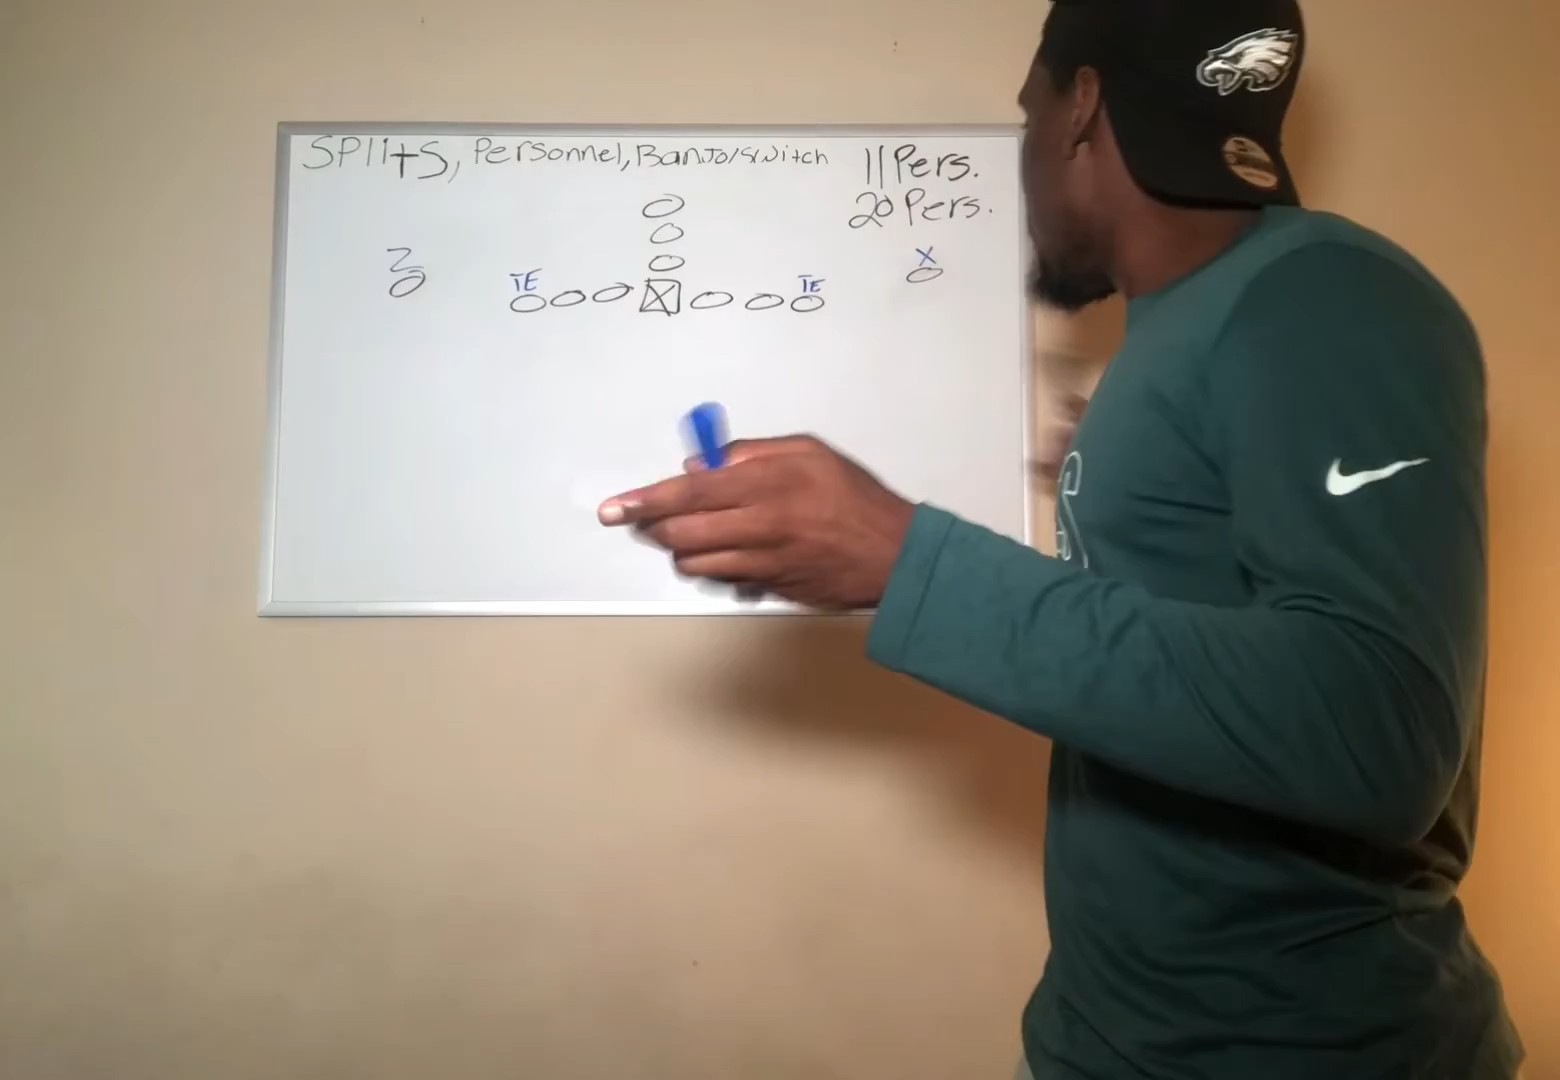 SPlitS, Personnel, BanJo/Switch
11 Pers.
20 Pers.
Z
X
TE
TE